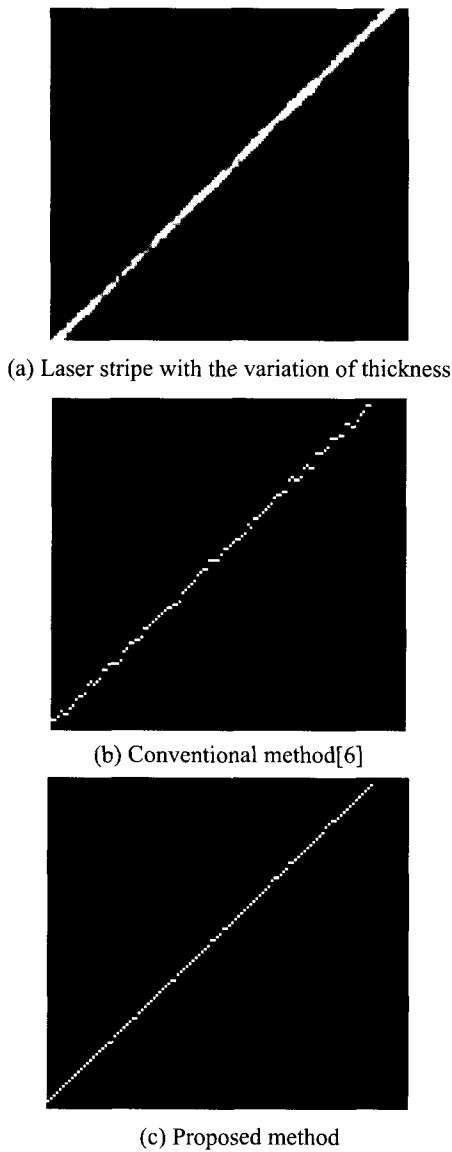 (a) Laser stripe with the variation of thickness
(b) Conventional method[6]
(c) Proposed method